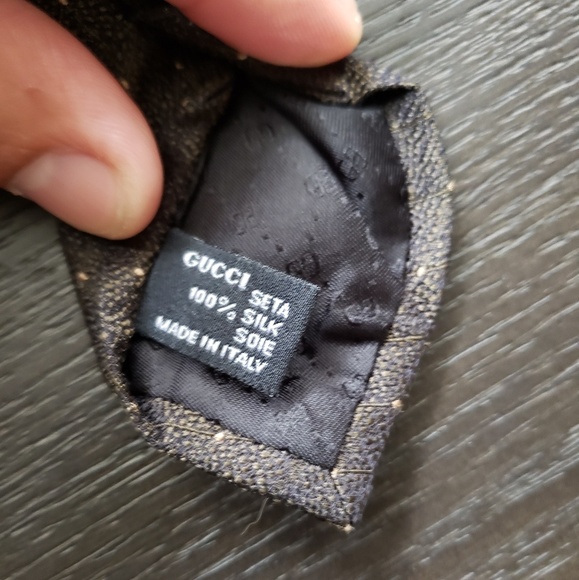 GUCCI SETA
100% SILK
SOIE
MADE IN ITALY